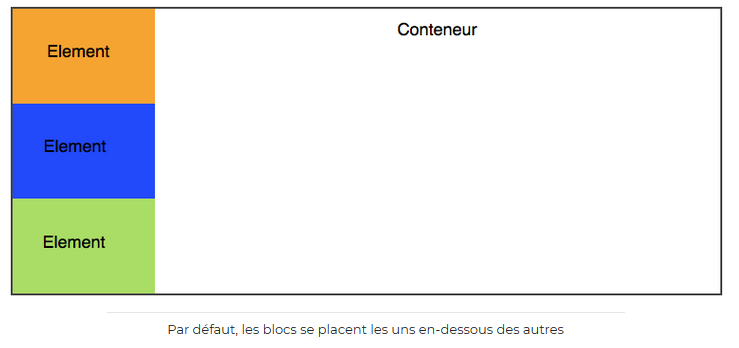 Conteneur
Element
Element
Element
Par défaut, les blocs se placent les uns en-dessous des autres